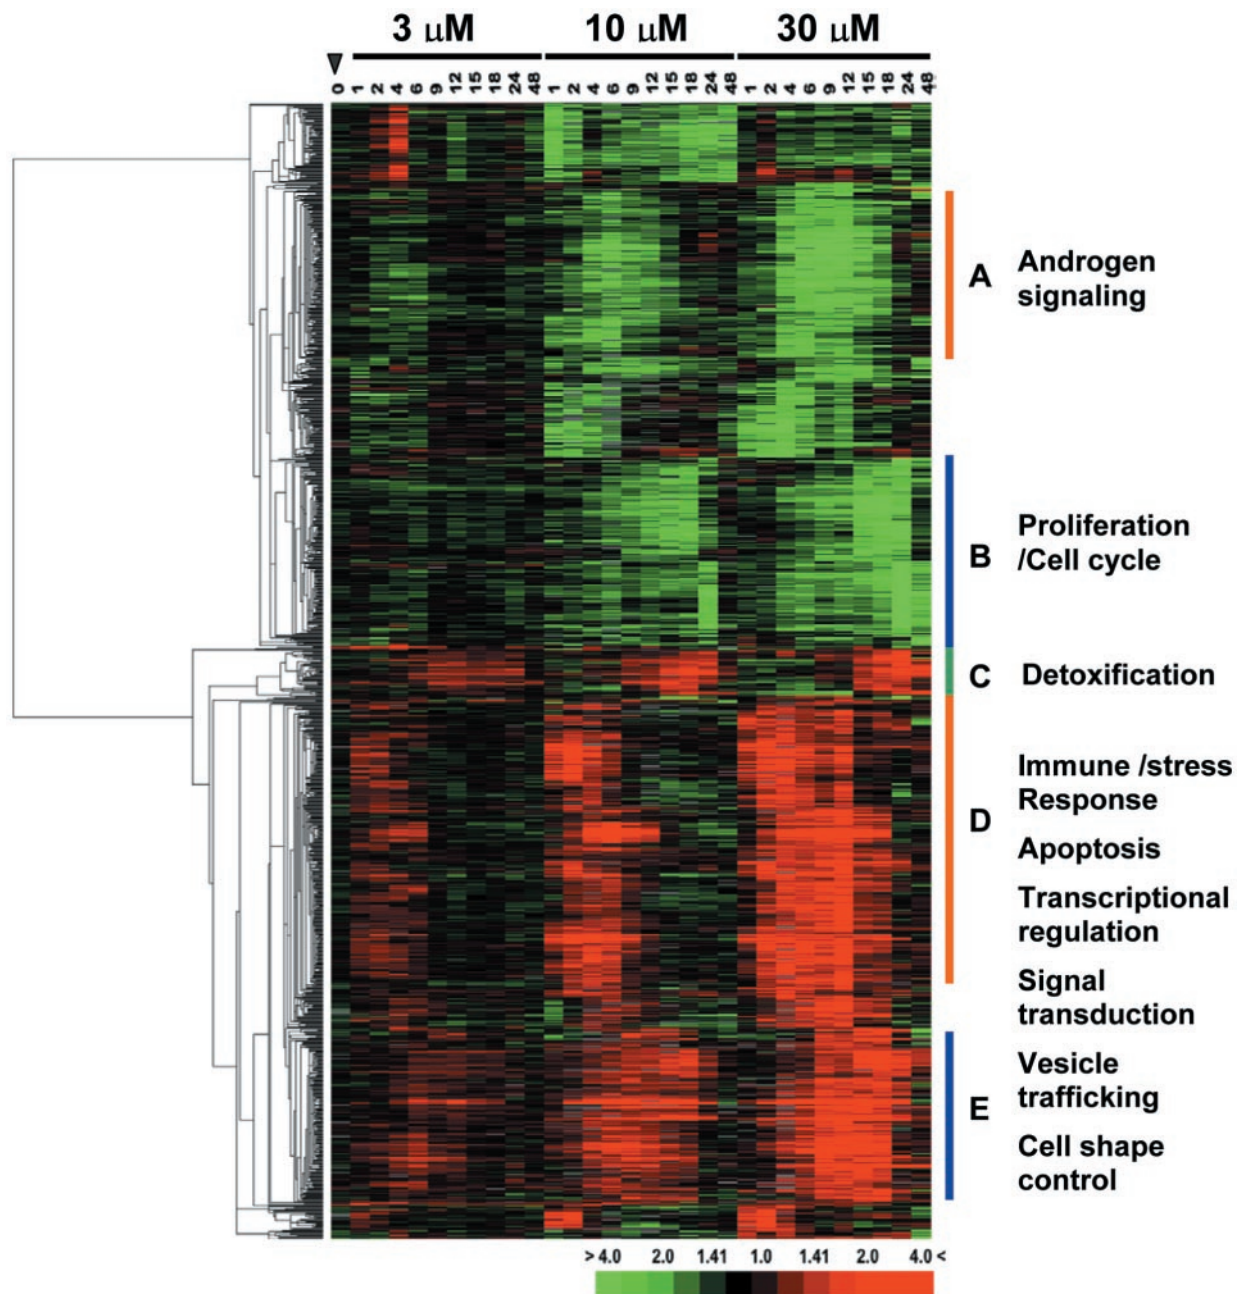 3 μM 10 μM 30 μM
0 1 2 4 6 9 12 15 18 24 48 1 2 4 6 9 12 15 18 24 48 1 2 4 6 9 12 15 18 24 48
A
Androgen
signaling
B
Proliferation
/Cell cycle
C
Detoxification
D
Immune /stress
Response
Apoptosis
Transcriptional
regulation
Signal
transduction
E
Vesicle
trafficking
Cell shape
control
> 4.0 2.0 1.41 1.0 1.41 2.0 4.0 <